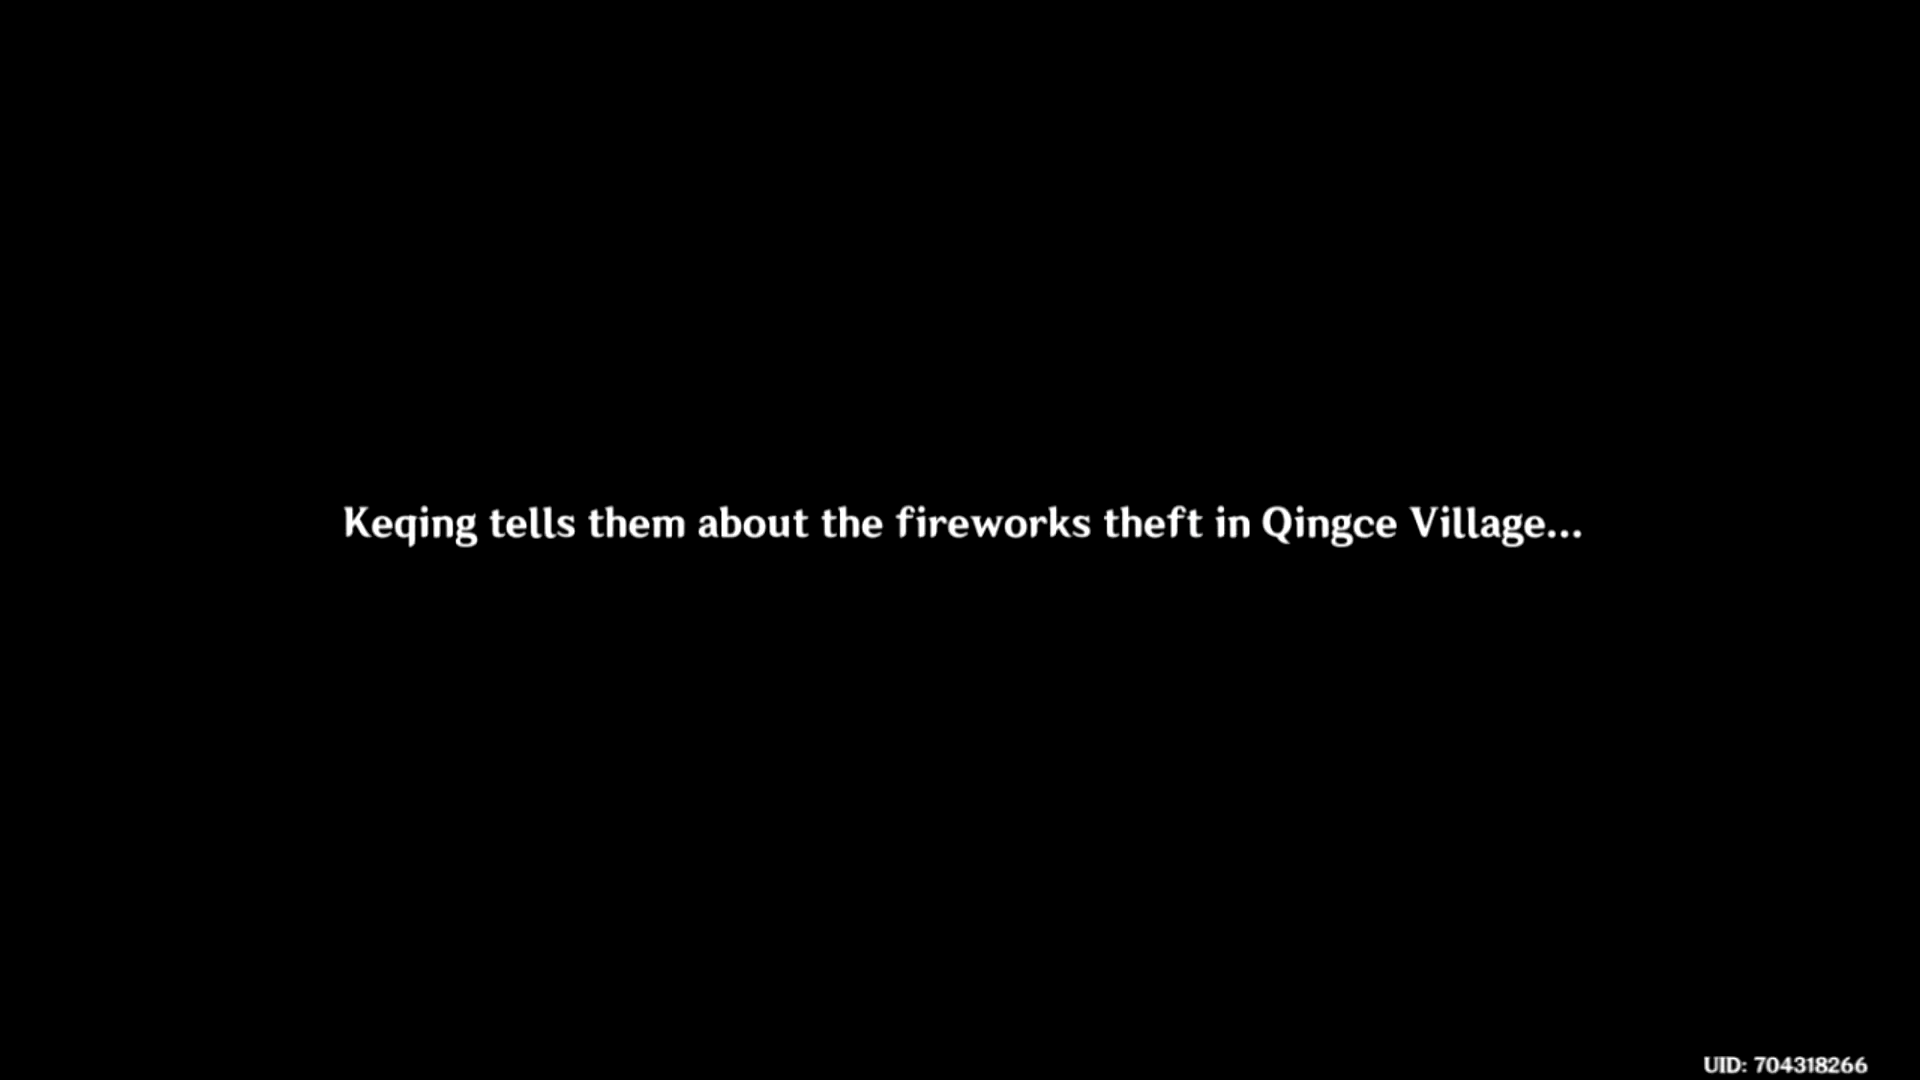 Keqing tells them about the fireworks theft in Qingce Village...
UID: 704318266